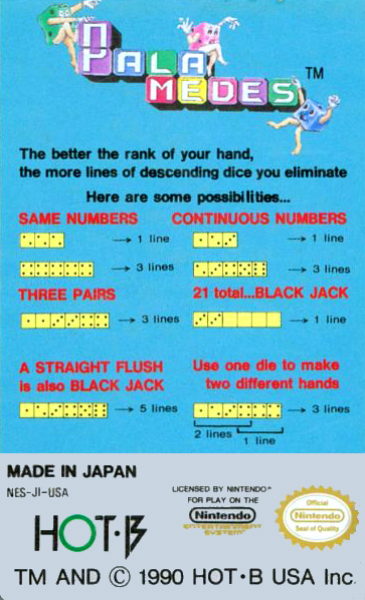 PALA
MEDES TM
The better the rank of your hand,
the more lines of descending dice you eliminate
Here are some possibilities...
SAME NUMBERS CONTINUOUS NUMBERS
→ 1 line → 1 line
→ 3 lines → 3 lines
THREE PAIRS 21 total...BLACK JACK
→ 3 lines → 1 line
A STRAIGHT FLUSH Use one die to make
is also BLACK JACK two different hands
→ 5 lines → 3 lines
2 lines
1 line
MADE IN JAPAN
NES-JI-USA
LICENSED BY NINTENDO®
FOR PLAY ON THE
Nintendo
ENTERTAINMENT
SYSTEM®
Official
Nintendo
Seal of Quality
HOT·B
TM AND © 1990 HOT·B USA Inc.